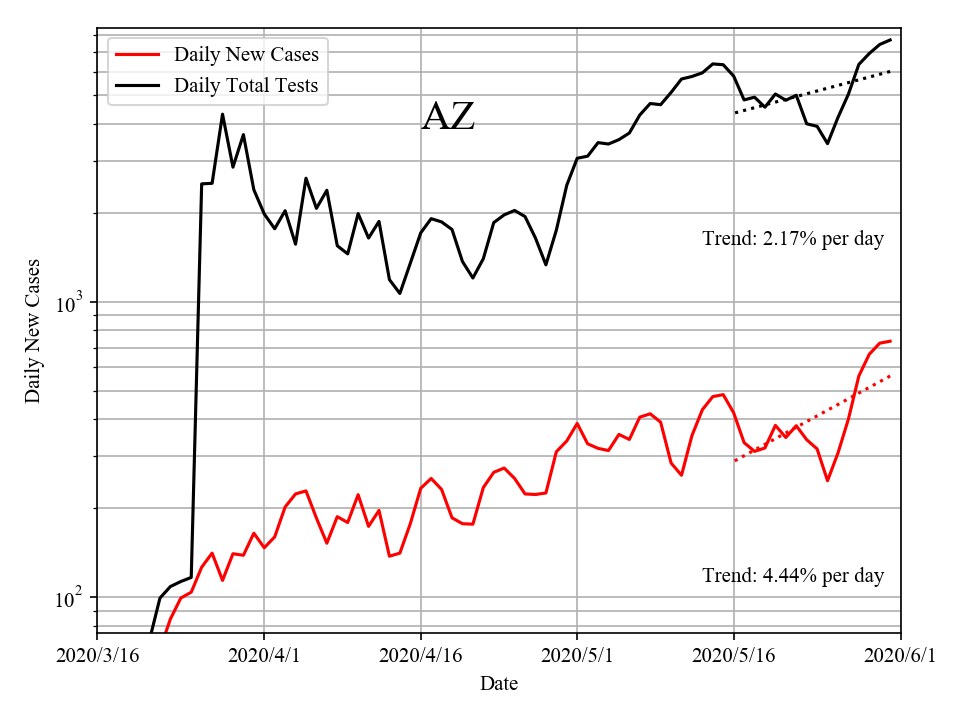 Daily New Cases
Daily Total Tests
AZ
Trend: 2.17% per day
Trend: 4.44% per day
Daily New Cases
10³
10²
2020/3/16
2020/4/1
2020/4/16
2020/5/1
2020/5/16
2020/6/1
Date